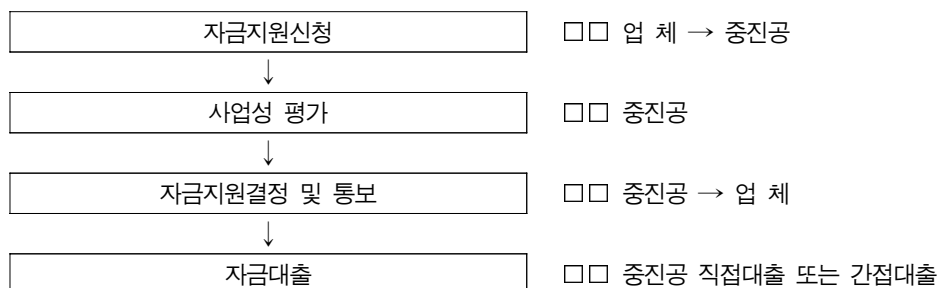 자금지원신청 □□ 업 체 → 중진공
↓
사업성 평가 □□ 중진공
↓
자금지원결정 및 통보 □□ 중진공 → 업 체
↓
자금대출 □□ 중진공 직접대출 또는 간접대출